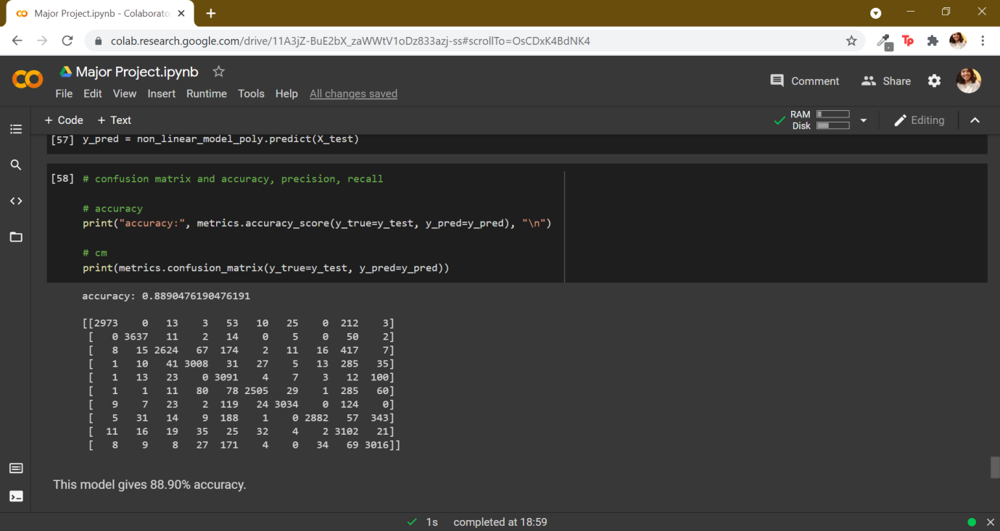 Major Project.ipynb - Colaborato
colab.research.google.com/drive/11A3jZ-BuE2bX_zaWWtV1oDz833azj-ss#scrollTo=OsCDxK4BdNK4
Tp
Major Project.ipynb
Comment
Share
File Edit View Insert Runtime Tools Help All changes saved
+ Code + Text
RAM
Disk
Editing
[57] y_pred = non_linear_model_poly.predict(X_test)
[58] # confusion matrix and accuracy, precision, recall
# accuracy
print("accuracy:", metrics.accuracy_score(y_true=y_test, y_pred=y_pred), "\n")
# cm
print(metrics.confusion_matrix(y_true=y_test, y_pred=y_pred))
accuracy: 0.8890476190476191
[[2973 0 13 3 53 10 25 0 212 3]
[ 0 3637 11 2 14 0 5 0 50 2]
[ 8 15 2624 67 174 2 11 16 417 7]
[ 1 10 41 3008 31 27 5 13 285 35]
[ 1 13 23 0 3091 4 7 3 12 100]
[ 1 1 11 80 78 2505 29 1 285 60]
[ 9 7 23 2 119 24 3034 0 124 0]
[ 5 31 14 9 188 1 0 2882 57 343]
[ 11 16 19 35 25 32 4 2 3102 21]
[ 8 9 8 27 171 4 0 34 69 3016]]
This model gives 88.90% accuracy.
1s completed at 18:59